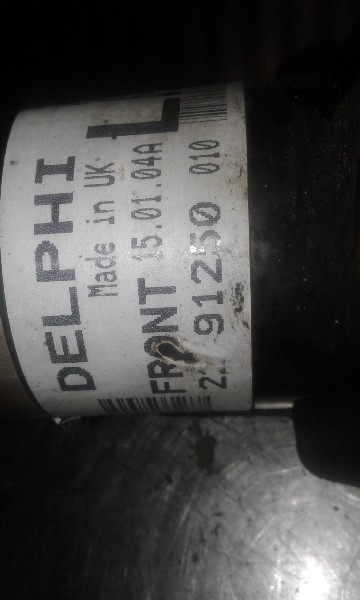 DELPHI
Made in UK L
FRONT 15.01.04A
91250 010